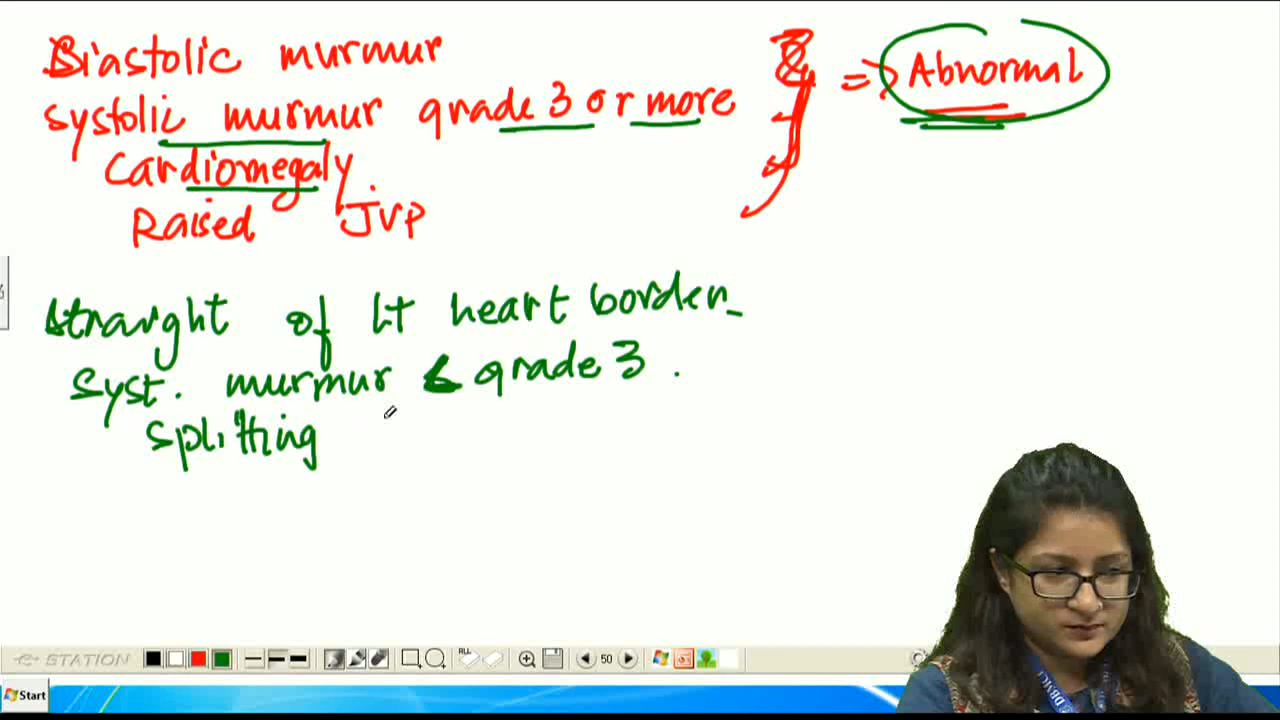 Diastolic murmur
systolic murmur grade 3 or more
Cardiomegaly
Raised JVP
=> Abnormal
straight of Lt heart border
Syst. murmur < grade 3.
splitting
STATION
ALL
50
Start